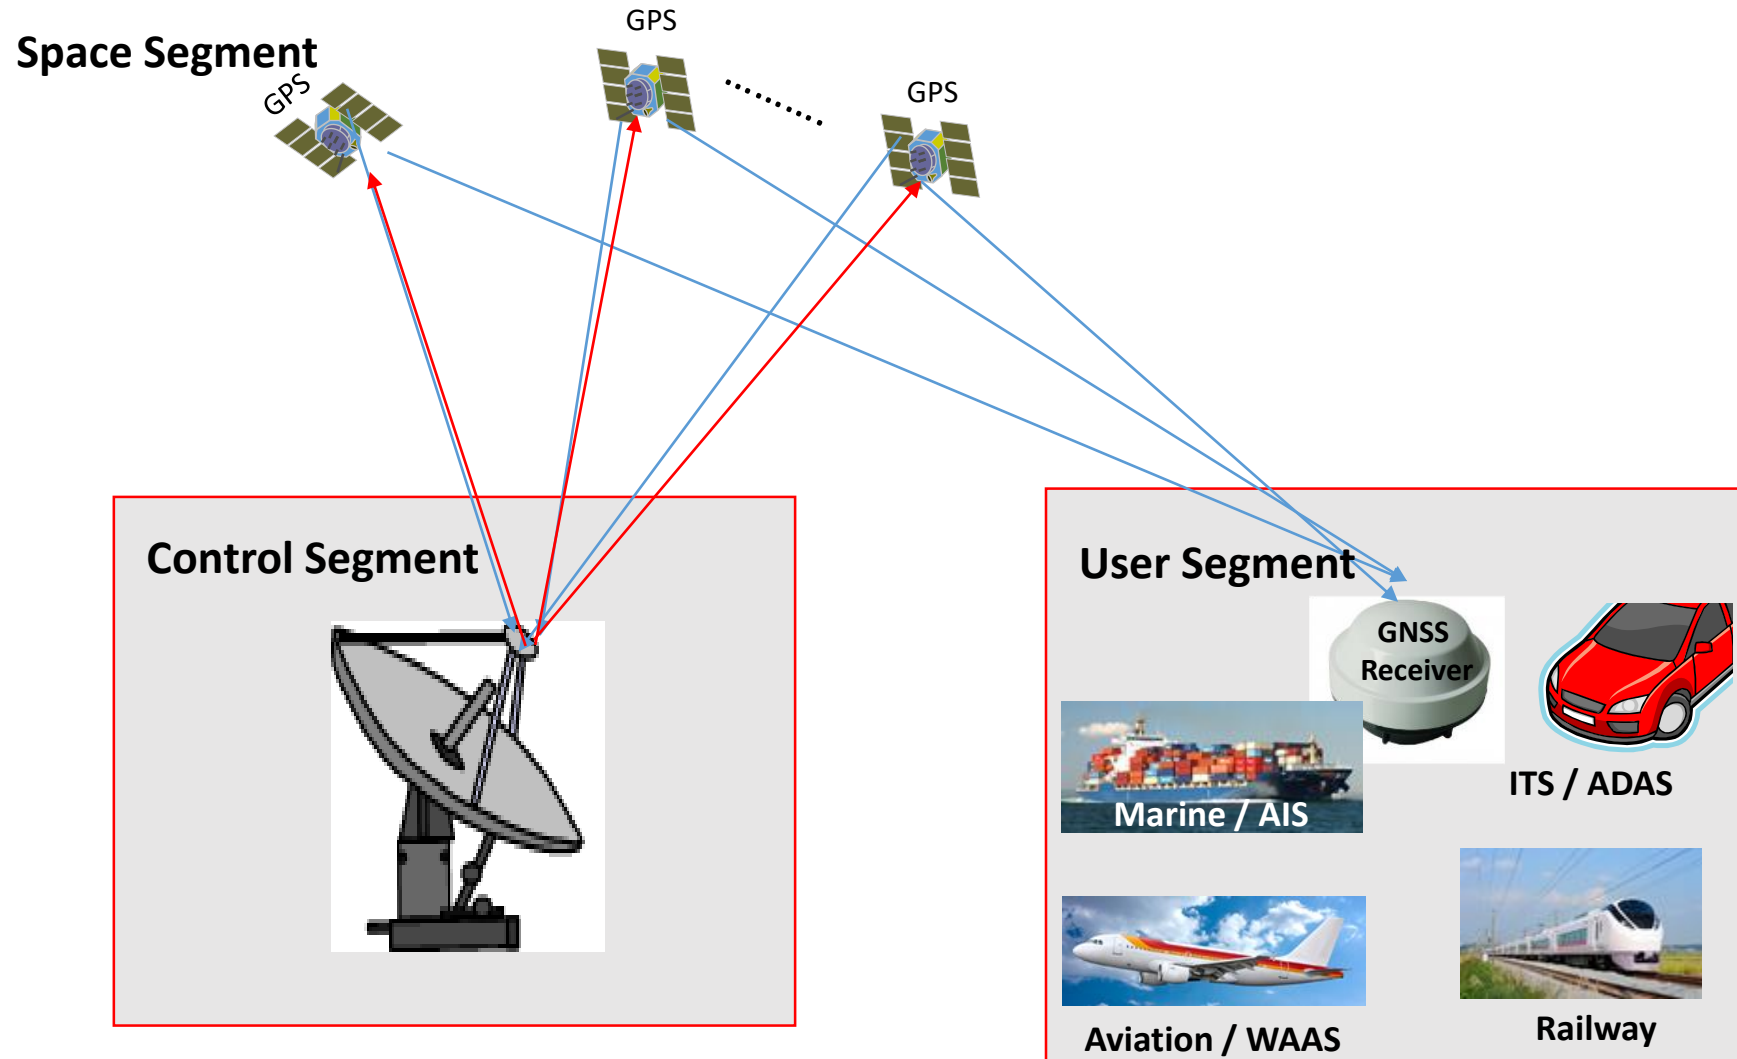 Space Segment
GPS
GPS
GPS
Control Segment
User Segment
GNSS
Receiver
ITS / ADAS
Marine / AIS
Aviation / WAAS
Railway